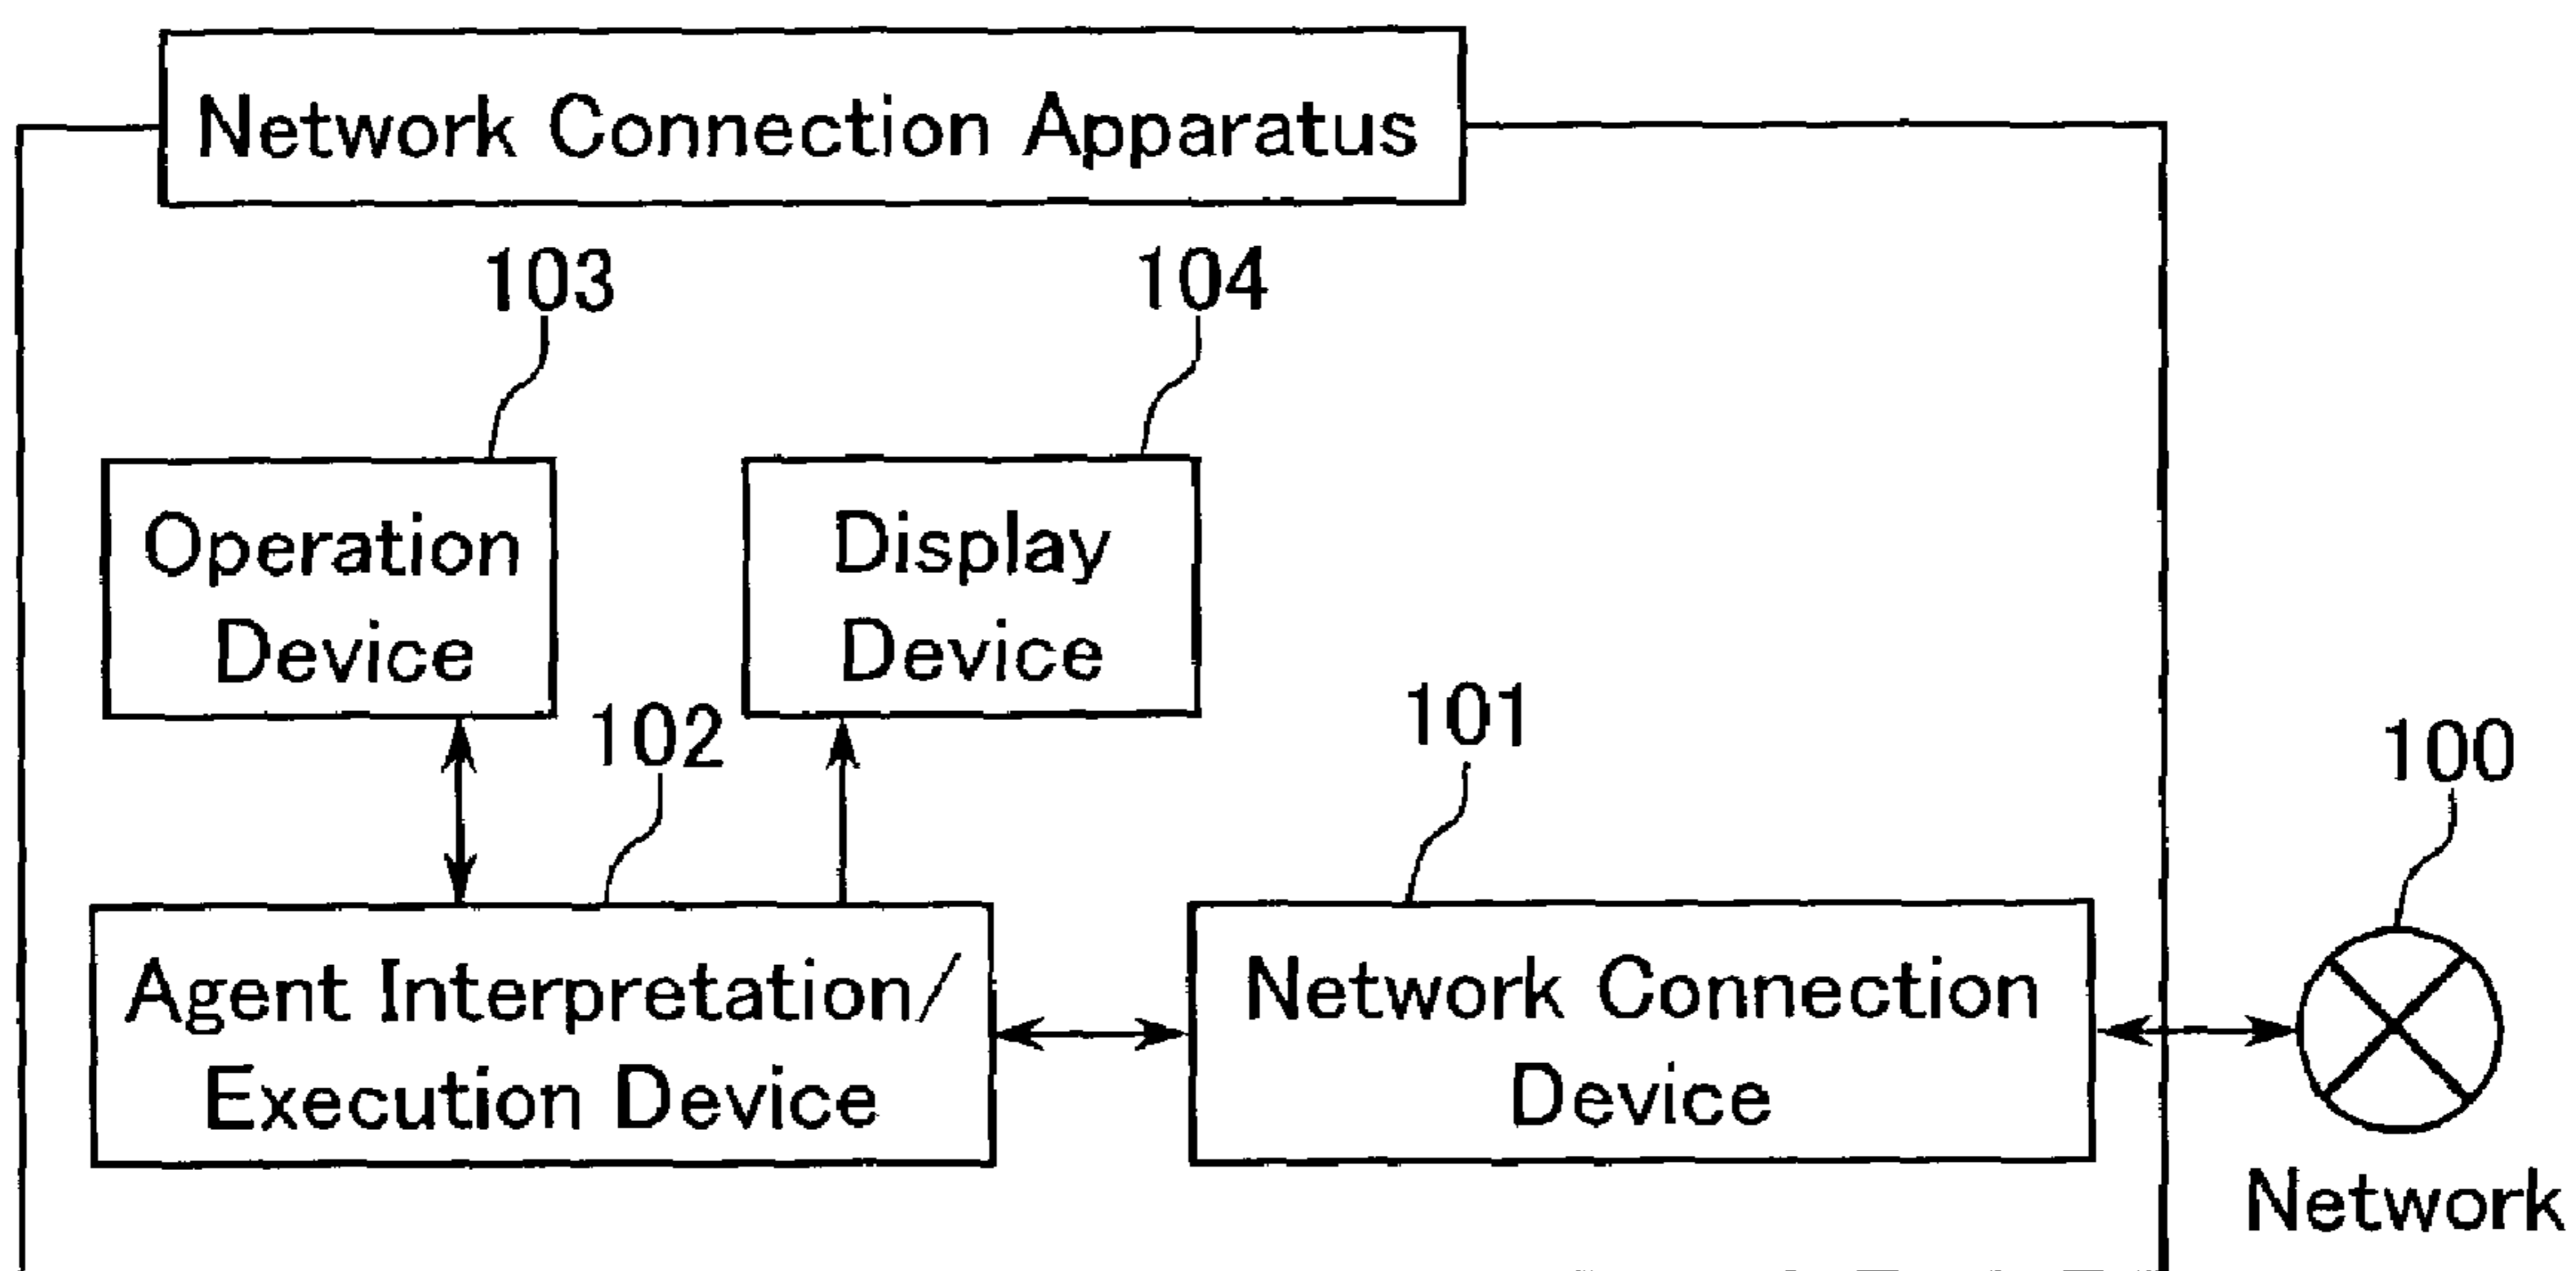 Network Connection Apparatus
103
104
Operation
Device
Display
Device
102
101
100
Agent Interpretation/
Execution Device
Network Connection
Device
Network